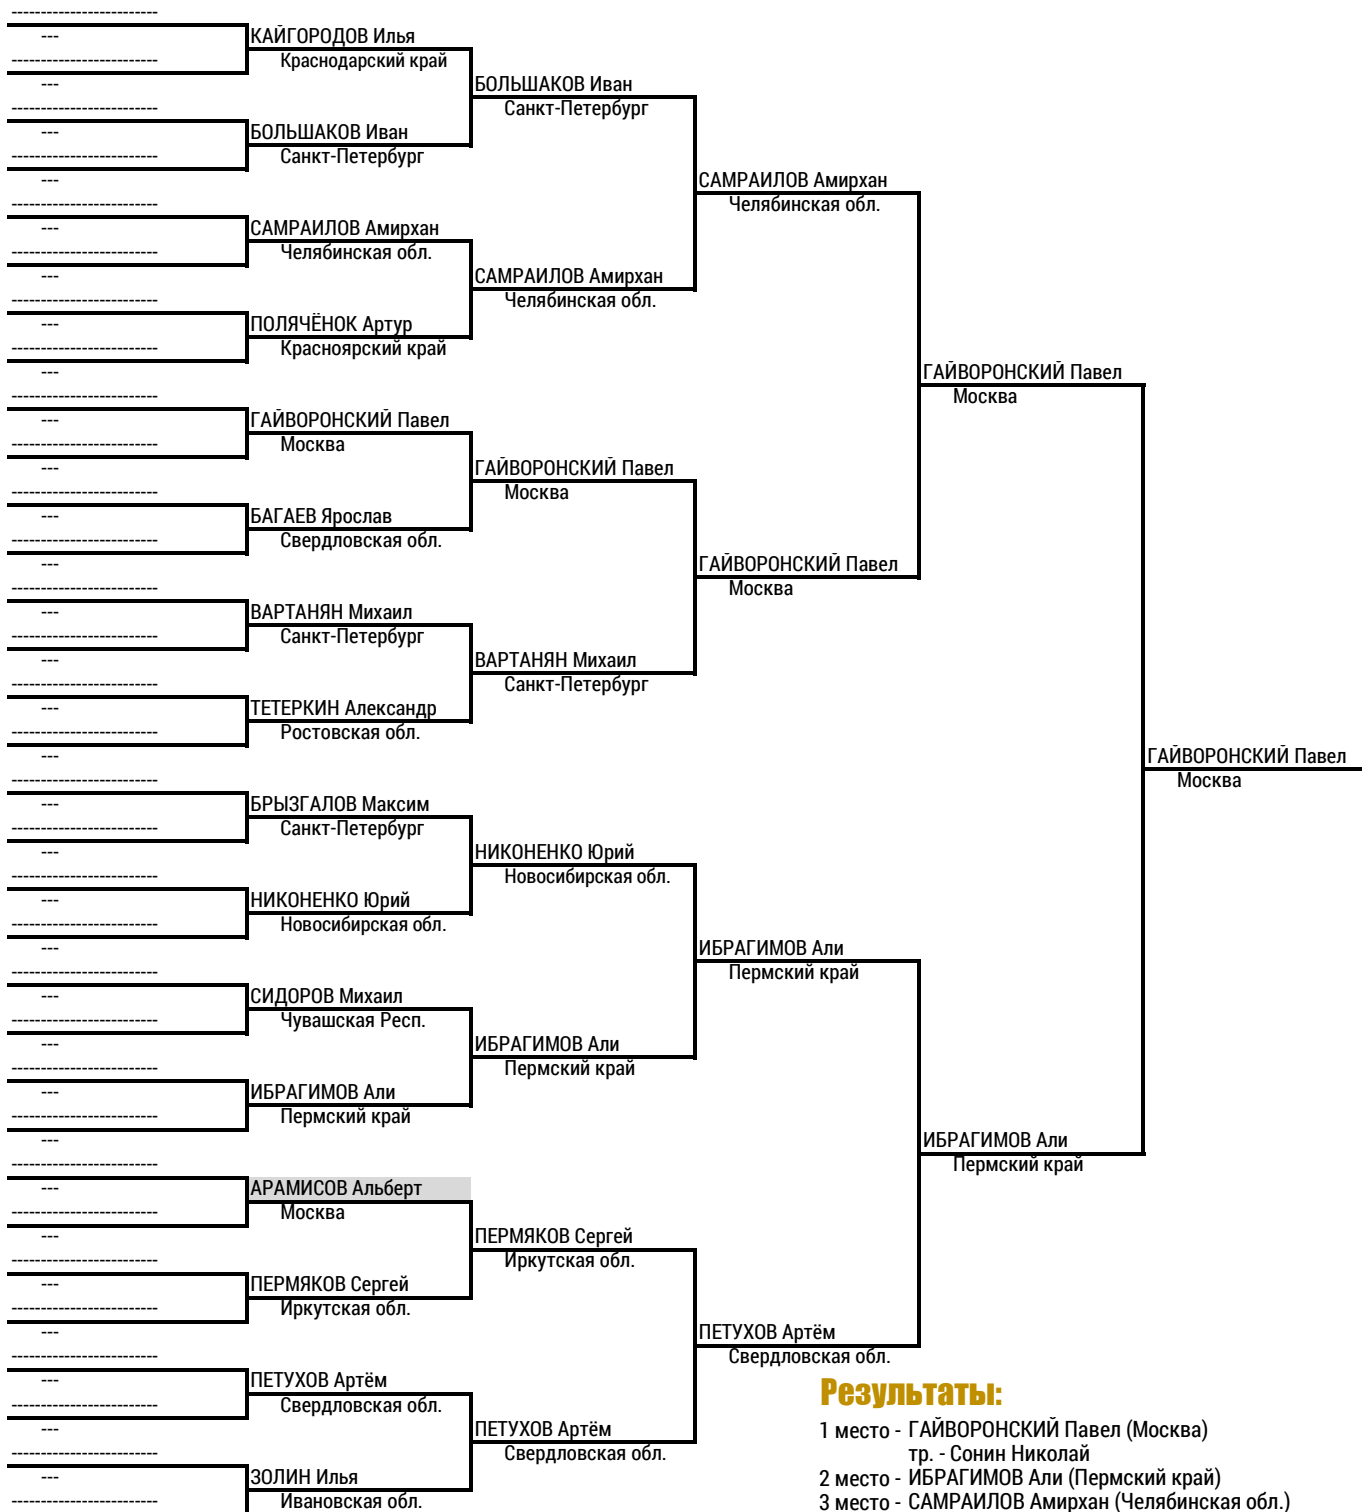 -------------------------
---
-------------------------
---
-------------------------
---
-------------------------
---
-------------------------
---
-------------------------
---
-------------------------
---
-------------------------
---
-------------------------
---
-------------------------
---
-------------------------
---
-------------------------
---
-------------------------
---
-------------------------
---
-------------------------
---
-------------------------
---
-------------------------
---
-------------------------
---
-------------------------
---
-------------------------
---
-------------------------
---
-------------------------
---
-------------------------
---
-------------------------
---
-------------------------
---
-------------------------
---
-------------------------
---
-------------------------
---
-------------------------
---
-------------------------
---
-------------------------
---
-------------------------
КАЙГОРОДОВ Илья
Краснодарский край
БОЛЬШАКОВ Иван
Санкт-Петербург
САМРАИЛОВ Амирхан
Челябинская обл.
ПОЛЯЧЁНОК Артур
Красноярский край
ГАЙВОРОНСКИЙ Павел
Москва
БАГАЕВ Ярослав
Свердловская обл.
ВАРТАНЯН Михаил
Санкт-Петербург
ТЕТЕРКИН Александр
Ростовская обл.
БРЫЗГАЛОВ Максим
Санкт-Петербург
НИКОНЕНКО Юрий
Новосибирская обл.
СИДОРОВ Михаил
Чувашская Респ.
ИБРАГИМОВ Али
Пермский край
АРАМИСОВ Альберт
Москва
ПЕРМЯКОВ Сергей
Иркутская обл.
ПЕТУХОВ Артём
Свердловская обл.
ЗОЛИН Илья
Ивановская обл.
БОЛЬШАКОВ Иван
Санкт-Петербург
САМРАИЛОВ Амирхан
Челябинская обл.
ГАЙВОРОНСКИЙ Павел
Москва
ВАРТАНЯН Михаил
Санкт-Петербург
НИКОНЕНКО Юрий
Новосибирская обл.
ИБРАГИМОВ Али
Пермский край
ПЕРМЯКОВ Сергей
Иркутская обл.
ПЕТУХОВ Артём
Свердловская обл.
САМРАИЛОВ Амирхан
Челябинская обл.
ГАЙВОРОНСКИЙ Павел
Москва
ИБРАГИМОВ Али
Пермский край
ПЕТУХОВ Артём
Свердловская обл.
ГАЙВОРОНСКИЙ Павел
Москва
ИБРАГИМОВ Али
Пермский край
ГАЙВОРОНСКИЙ Павел
Москва
Результаты:
1 место - ГАЙВОРОНСКИЙ Павел (Москва)
тр. - Сонин Николай
2 место - ИБРАГИМОВ Али (Пермский край)
3 место - САМРАИЛОВ Амирхан (Челябинская обл.)